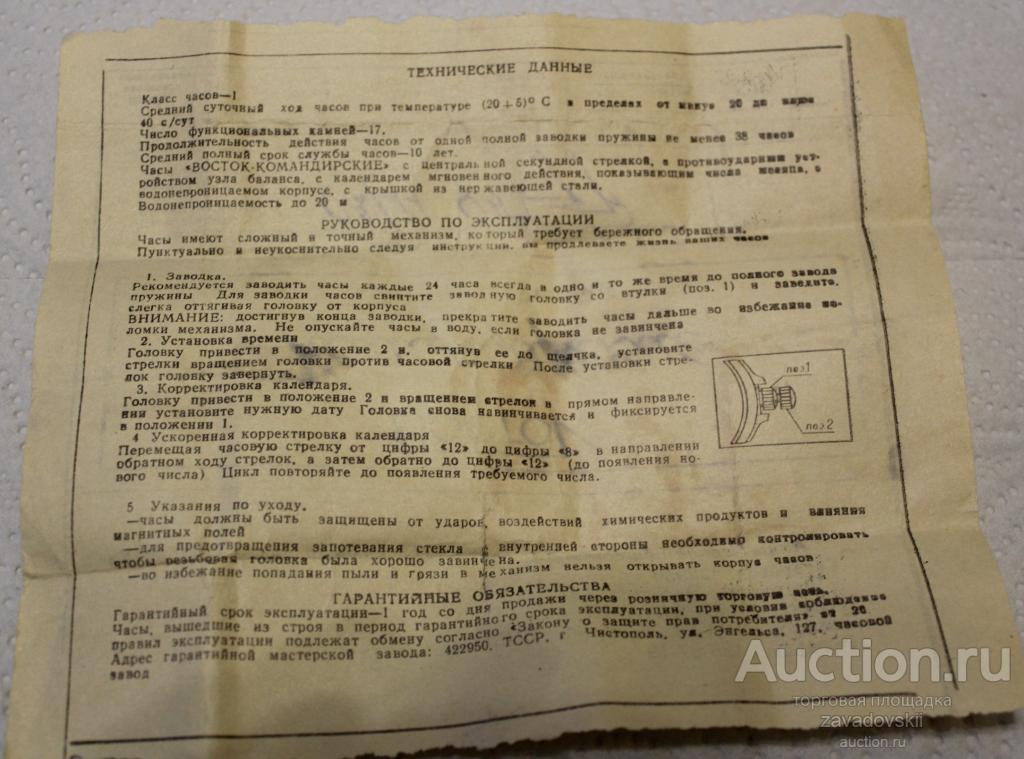 ТЕХНИЧЕСКИЕ ДАННЫЕ
Класс часов—1
Средний суточный ход часов при температуре (20+5)° С в пределах от минус 20 до плюс
40 с/сут
Число функциональных камней—17.
Продолжительность действия часов от одной полной заводки пружины не менее 38 часов
Средний полный срок службы часов—10 лет.
Часы «ВОСТОК-КОМАНДИРСКИЕ» с центральной секундной стрелкой, с противоударным уст-
ройством узла баланса, с календарем мгновенного действия, показывающим числа месяца, в
водонепроницаемом корпусе, с крышкой из нержавеющей стали.
Водонепроницаемость до 20 м
РУКОВОДСТВО ПО ЭКСПЛУАТАЦИИ
Часы имеют сложный и точный механизм, который требует бережного обращения.
Пунктуально и неукоснительно следуя инструкции, вы продлеваете жизнь ваших часов
1. Заводка.
Рекомендуется заводить часы каждые 24 часа всегда в одно и то же время до полного завода
пружины Для заводки часов свинтите заводную головку со втулки (поз. 1) и заведите,
слегка оттягивая головку от корпуса
ВНИМАНИЕ: достигнув конца заводки, прекратите заводить часы дальше во избежание по-
ломки механизма. Не опускайте часы в воду, если головка не завинчена
2. Установка времени
Головку привести в положение 2 и, оттянув ее до щелчка, установите
стрелки вращением головки против часовой стрелки После установки стре-
лок головку завернуть.
3. Корректировка календаря.
Головку привести в положение 2 и вращением стрелок в прямом направле-
нии установите нужную дату Головка снова навинчивается и фиксируется
в положении 1.
4 Ускоренная корректировка календаря
Перемещая часовую стрелку от цифры «12» до цифры «8» в направлении
обратном ходу стрелок, а затем обратно до цифры «12» (до появления но-
вого числа) Цикл повторяйте до появления требуемого числа.
поз1
поз2
5 Указания по уходу.
—часы должны быть защищены от ударов, воздействий химических продуктов и влияния
магнитных полей
—для предотвращения запотевания стекла с внутренней стороны необходимо контролировать
чтобы резьбовая головка была хорошо завинчена.
—во избежание попадания пыли и грязи в механизм нельзя открывать корпус часов
ГАРАНТИЙНЫЕ ОБЯЗАТЕЛЬСТВА
Гарантийный срок эксплуатации—1 год со дня продажи через розничную торговую сеть.
Часы, вышедшие из строя в период гарантийного срока эксплуатации, при условии соблюдения
правил эксплуатации подлежат обмену согласно «Закону о защите прав потребителя» от 20
Адрес гарантийной мастерской завода: 422950. ТССР. г Чистополь, ул. Энгельса, 127. часовой
завод
Auction.ru
торговая площадка
zavadovskii
auction.ru